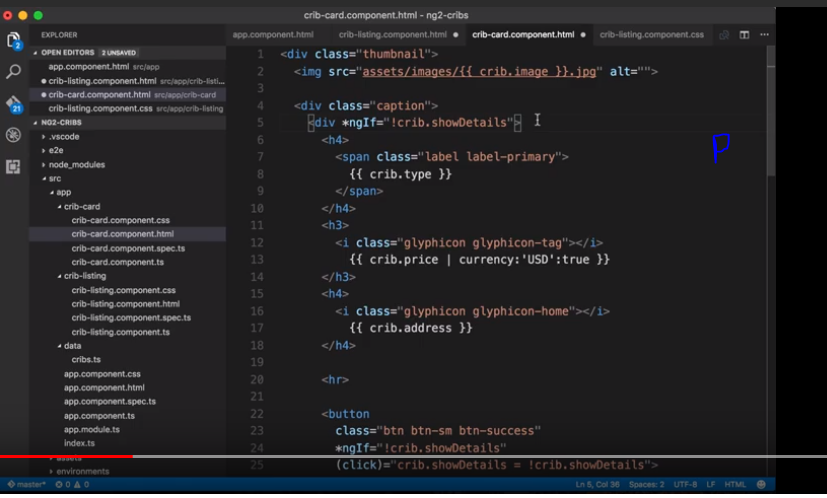 crib-card.component.html - ng2-cribs
EXPLORER
OPEN EDITORS 2 UNSAVED
app.component.html src/app
crib-listing.component.html src/app/crib-listi...
crib-card.component.html src/app/crib-card
crib-listing.component.css src/app/crib-listing
NG2-CRIBS
.vscode
e2e
node_modules
src
app
crib-card
crib-card.component.css
crib-card.component.html
crib-card.component.spec.ts
crib-card.component.ts
crib-listing
crib-listing.component.css
crib-listing.component.html
crib-listing.component.spec.ts
crib-listing.component.ts
data
cribs.ts
app.component.css
app.component.html
app.component.spec.ts
app.component.ts
app.module.ts
index.ts
assets
environments
2
21
app.component.html crib-listing.component.html crib-card.component.html crib-listing.component.css
1 <div class="thumbnail">
2 <img src="assets/images/{{ crib.image }}.jpg" alt="">
3
4 <div class="caption">
5 <div *ngIf="!crib.showDetails">
6 <h4>
7 <span class="label label-primary">
8 {{ crib.type }}
9 </span>
10 </h4>
11 <h3>
12 <i class="glyphicon glyphicon-tag"></i>
13 {{ crib.price | currency:'USD':true }}
14 </h3>
15 <h4>
16 <i class="glyphicon glyphicon-home"></i>
17 {{ crib.address }}
18 </h4>
19
20 <hr>
21
22 <button
23 class="btn btn-sm btn-success"
24 *ngIf="!crib.showDetails"
25 (click)="crib.showDetails = !crib.showDetails">
P
master* 0 0 Ln 5, Col 36 Spaces: 2 UTF-8 LF HTML